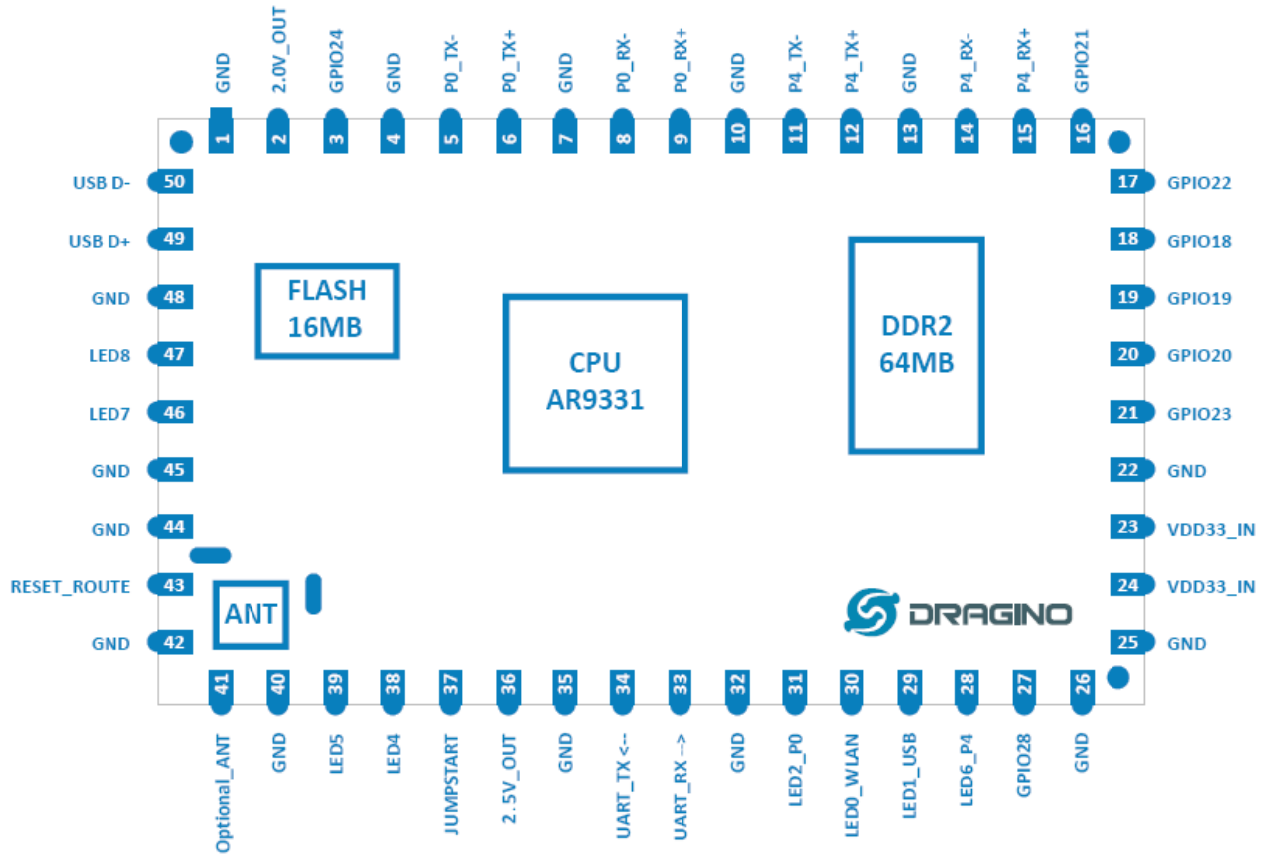 GND
2.0V_OUT
GPIO24
GND
P0_TX-
P0_TX+
GND
P0_RX-
P0_RX+
GND
P4_TX-
P4_TX+
GND
P4_RX-
P4_RX+
GPIO21
1
2
3
4
5
6
7
8
9
10
11
12
13
14
15
16
USB D- 50
USB D+ 49
GND 48
LED8 47
LED7 46
GND 45
GND 44
RESET_ROUTE 43
GND 42
FLASH
16MB
CPU
AR9331
DDR2
64MB
ANT
DRAGINO
17 GPIO22
18 GPIO18
19 GPIO19
20 GPIO20
21 GPIO23
22 GND
23 VDD33_IN
24 VDD33_IN
25 GND
41
40
39
38
37
36
35
34
33
32
31
30
29
28
27
26
Optional_ANT
GND
LED5
LED4
JUMPSTART
2.5V_OUT
GND
UART_TX <--
UART_RX -->
GND
LED2_P0
LED0_WLAN
LED1_USB
LED6_P4
GPIO28
GND